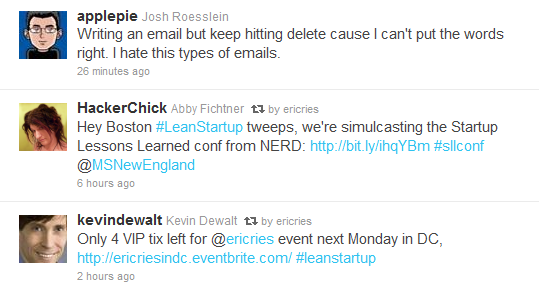 applepie Josh Roesslein
Writing an email but keep hitting delete cause I can't put the words
right. I hate this types of emails.
26 minutes ago
HackerChick Abby Fichtner by ericries
Hey Boston #LeanStartup tweeps, we're simulcasting the Startup
Lessons Learned conf from NERD: http://bit.ly/ihqYBm #sllconf
@MSNewEngland
6 hours ago
kevindewalt Kevin Dewalt by ericries
Only 4 VIP tix left for @ericries event next Monday in DC,
http://ericriesindc.eventbrite.com/ #leanstartup
2 hours ago